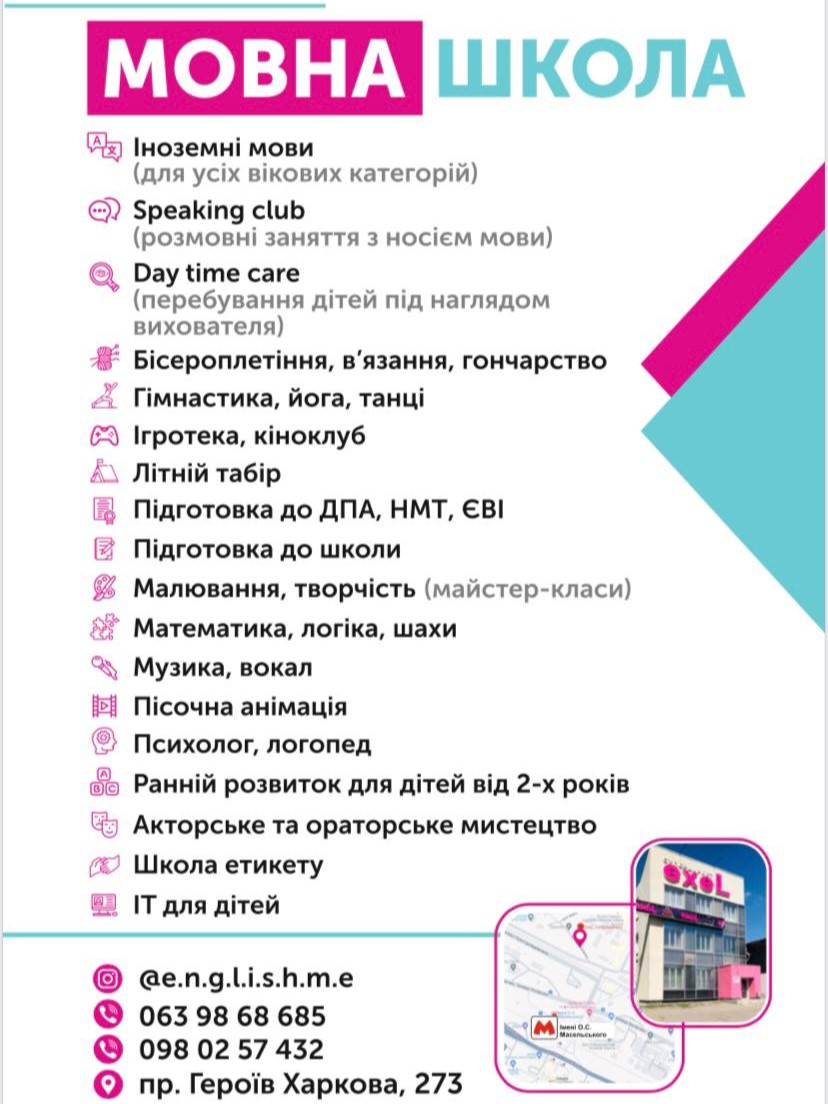 МОВНА ШКОЛА
Іноземні мови
(для усіх вікових категорій)
Speaking club
(розмовні заняття з носієм мови)
Day time care
(перебування дітей під наглядом
вихователя)
Бісероплетіння, в’язання, гончарство
Гімнастика, йога, танці
Ігротека, кіноклуб
Літній табір
Підготовка до ДПА, НМТ, ЄВІ
Підготовка до школи
Малювання, творчість (майстер-класи)
Математика, логіка, шахи
Музика, вокал
Пісочна анімація
Психолог, логопед
Ранній розвиток для дітей від 2-х років
Акторське та ораторське мистецтво
Школа етикету
ІТ для дітей
exeL
Імені О.С.
Масельського
@e.n.g.l.i.s.h.m.e
063 98 68 685
098 02 57 432
пр. Героїв Харкова, 273